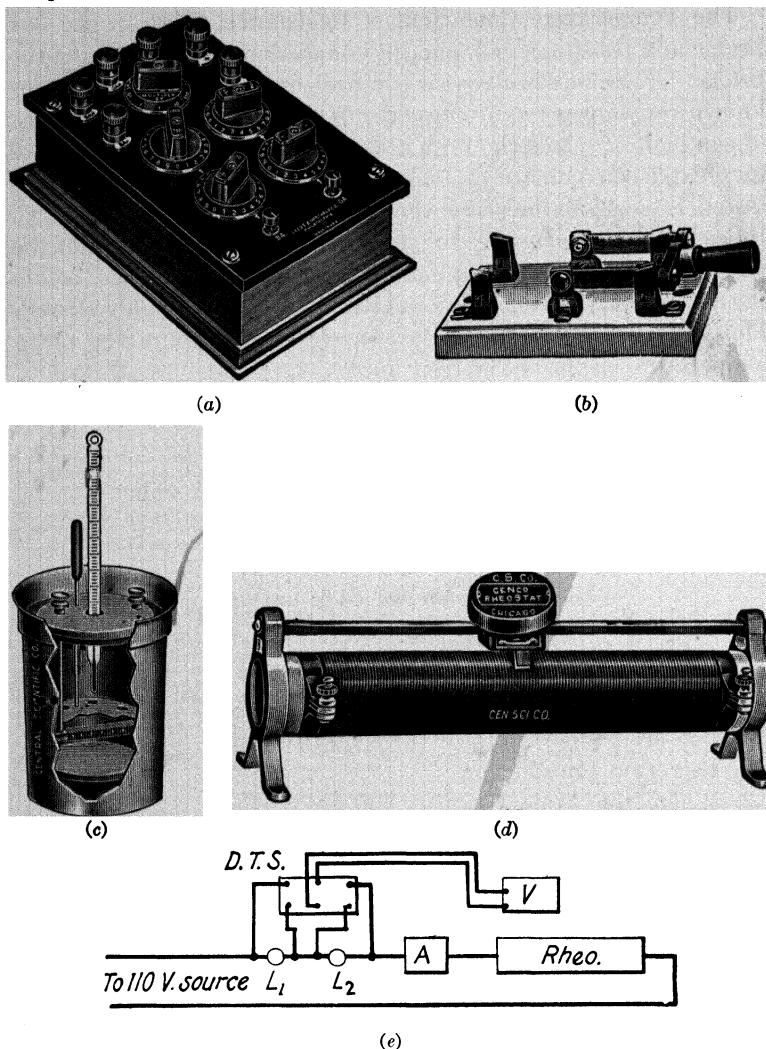 (a)
(b)
CENTRAL SCIENTIFIC CO.
(c)
C. S. CO.
CENCO
RHEOSTAT
CHICAGO
CEN SCI CO.
(d)
D.T.S.
V
A
Rheo.
To 110 V. source
L₁
L₂
(e)